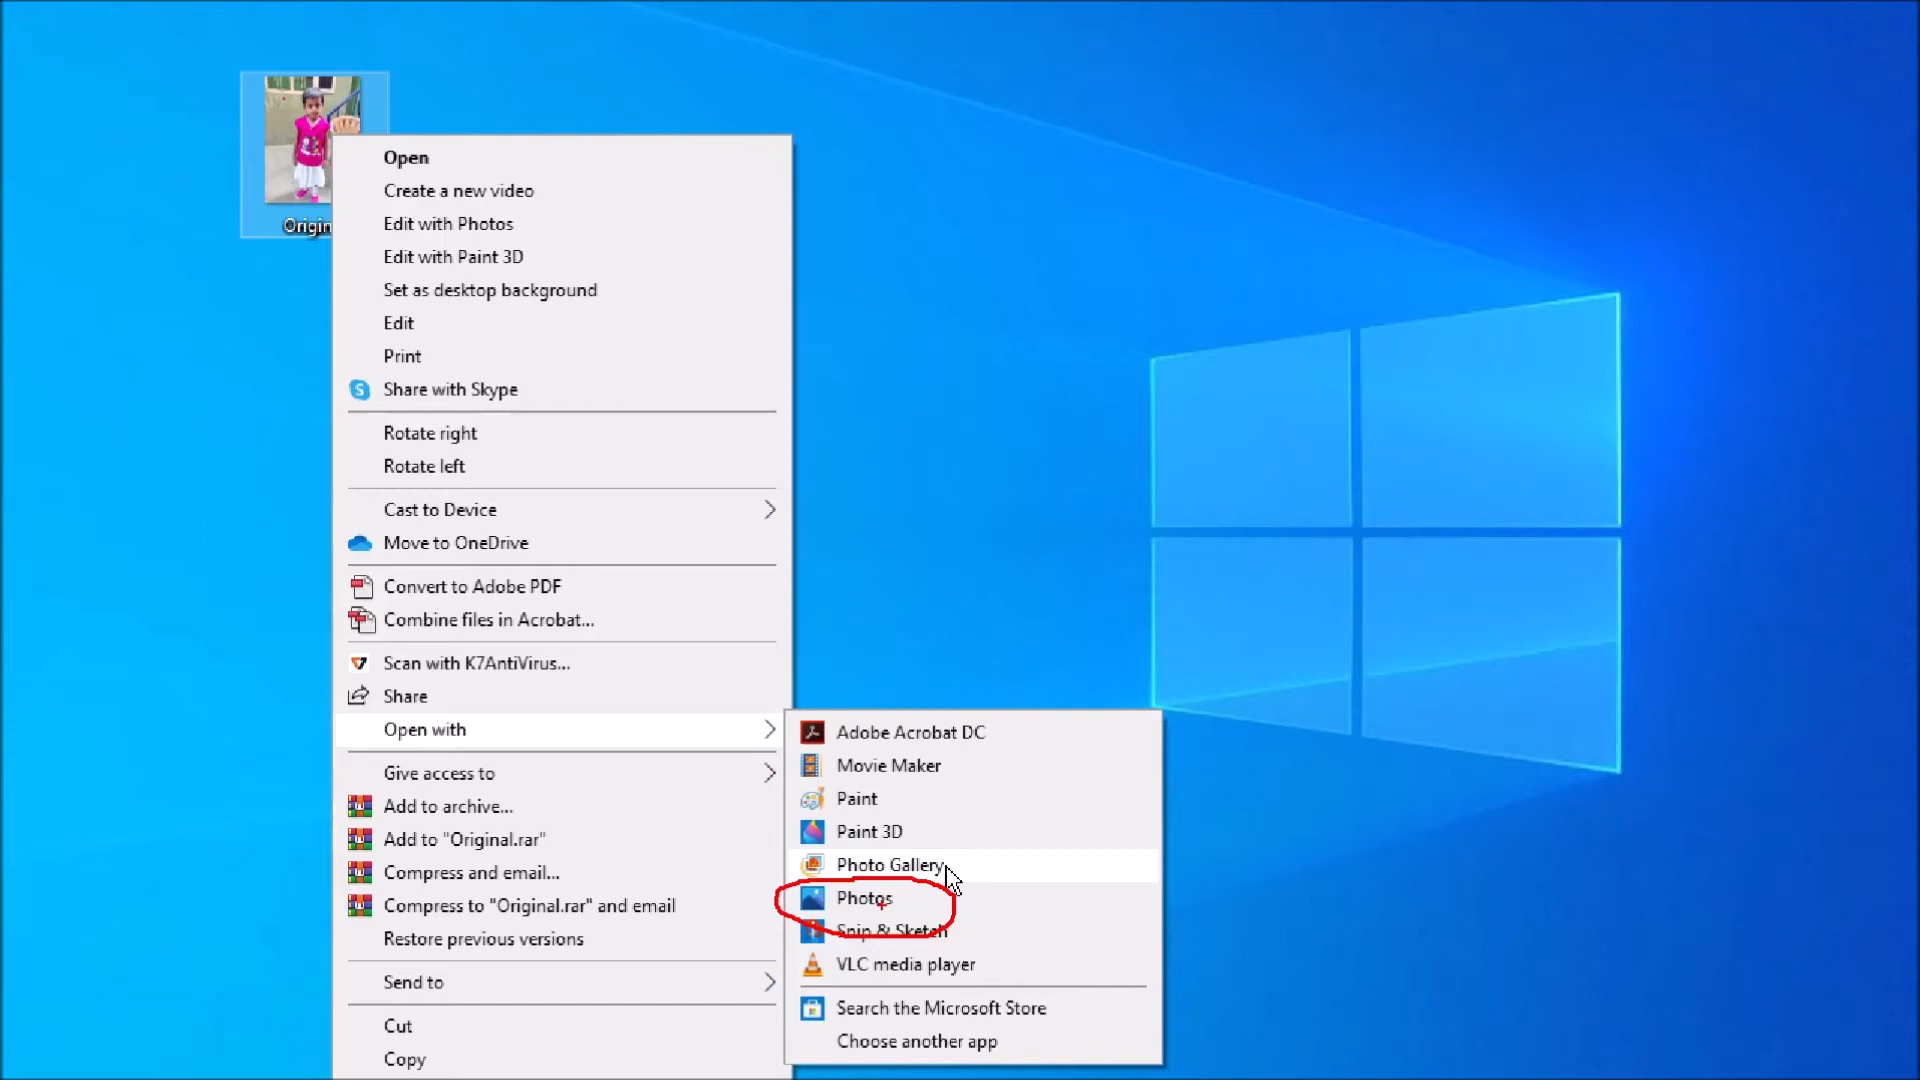 Origin
Open
Create a new video
Edit with Photos
Edit with Paint 3D
Set as desktop background
Edit
Print
Share with Skype
Rotate right
Rotate left
Cast to Device
Move to OneDrive
Convert to Adobe PDF
Combine files in Acrobat...
Scan with K7AntiVirus...
Share
Open with
Give access to
Add to archive...
Add to "Original.rar"
Compress and email...
Compress to "Original.rar" and email
Restore previous versions
Send to
Cut
Copy
Adobe Acrobat DC
Movie Maker
Paint
Paint 3D
Photo Gallery
Photos
Snip & Sketch
VLC media player
Search the Microsoft Store
Choose another app